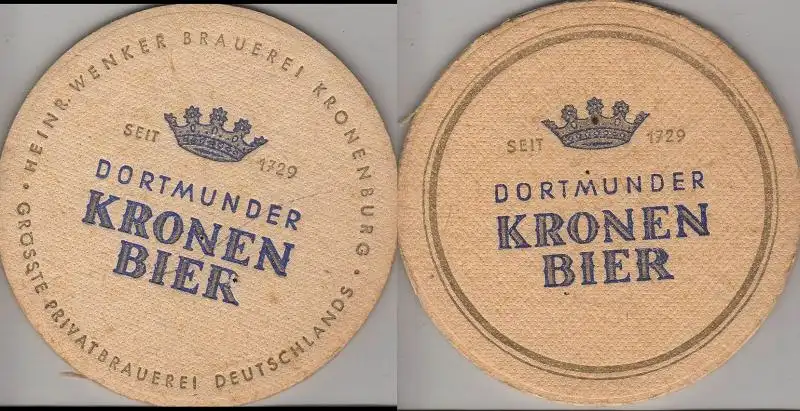 HEINR. WENKER BRAUEREI KRONENBURG ·
GRÖSSTE PRIVATBRAUEREI DEUTSCHLANDS ·
SEIT 1729
DORTMUNDER
KRONEN
BIER
SEIT 1729
DORTMUNDER
KRONEN
BIER